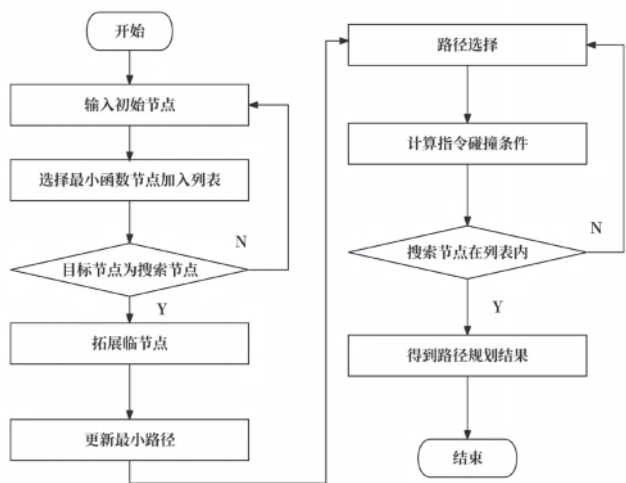 开始
输入初始节点
选择最小函数节点加入列表
N
目标节点为搜索节点
Y
拓展临节点
更新最小路径
路径选择
计算指令碰撞条件
N
搜索节点在列表内
Y
得到路径规划结果
结束